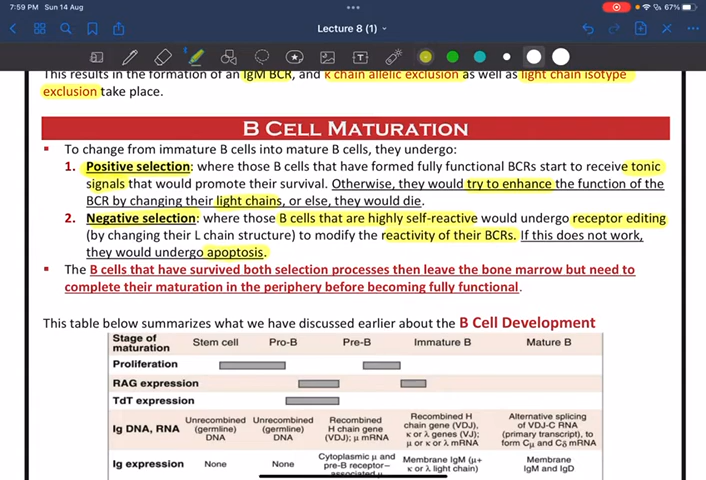 7:59 PM Sun 14 Aug
67%
Lecture 8 (1)
This results in the formation of an IgM BCR, and κ chain allelic exclusion as well as light chain isotype
exclusion take place.
B CELL MATURATION
▪ To change from immature B cells into mature B cells, they undergo:
1. Positive selection: where those B cells that have formed fully functional BCRs start to receive tonic
signals that would promote their survival. Otherwise, they would try to enhance the function of the
BCR by changing their light chains, or else, they would die.
2. Negative selection: where those B cells that are highly self-reactive would undergo receptor editing
(by changing their L chain structure) to modify the reactivity of their BCRs. If this does not work,
they would undergo apoptosis.
▪ The B cells that have survived both selection processes then leave the bone marrow but need to
complete their maturation in the periphery before becoming fully functional.
This table below summarizes what we have discussed earlier about the B Cell Development
Stage of maturation Stem cell Pro-B Pre-B Immature B Mature B
Proliferation
RAG expression
TdT expression
Ig DNA, RNA Unrecombined (germline) DNA Unrecombined (germline) DNA Recombined H chain gene (VDJ); μ mRNA Recombined H chain gene (VDJ), κ or λ genes (VJ); μ or κ or λ mRNA Alternative splicing of VDJ-C RNA (primary transcript), to form Cμ and Cδ mRNA
Ig expression None None Cytoplasmic μ and pre-B receptor–associated μ Membrane IgM (μ+ κ or λ light chain) Membrane IgM and IgD